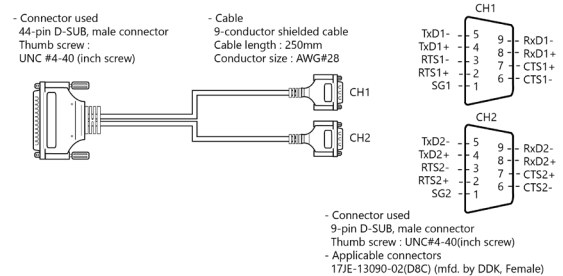 - Connector used
44-pin D-SUB, male connector
Thumb screw :
UNC #4-40 (inch screw)
- Cable
9-conductor shielded cable
Cable length : 250mm
Conductor size : AWG#28
CH1
CH2
CH1
TxD1- 5
TxD1+ 4
RTS1- 3
RTS1+ 2
SG1 1
9 RxD1-
8 RxD1+
7 CTS1+
6 CTS1-
CH2
TxD2- 5
TxD2+ 4
RTS2- 3
RTS2+ 2
SG2 1
9 RxD2-
8 RxD2+
7 CTS2+
6 CTS2-
- Connector used
9-pin D-SUB, male connector
Thumb screw : UNC#4-40(inch screw)
- Applicable connectors
17JE-13090-02(D8C) (mfd. by DDK, Female)